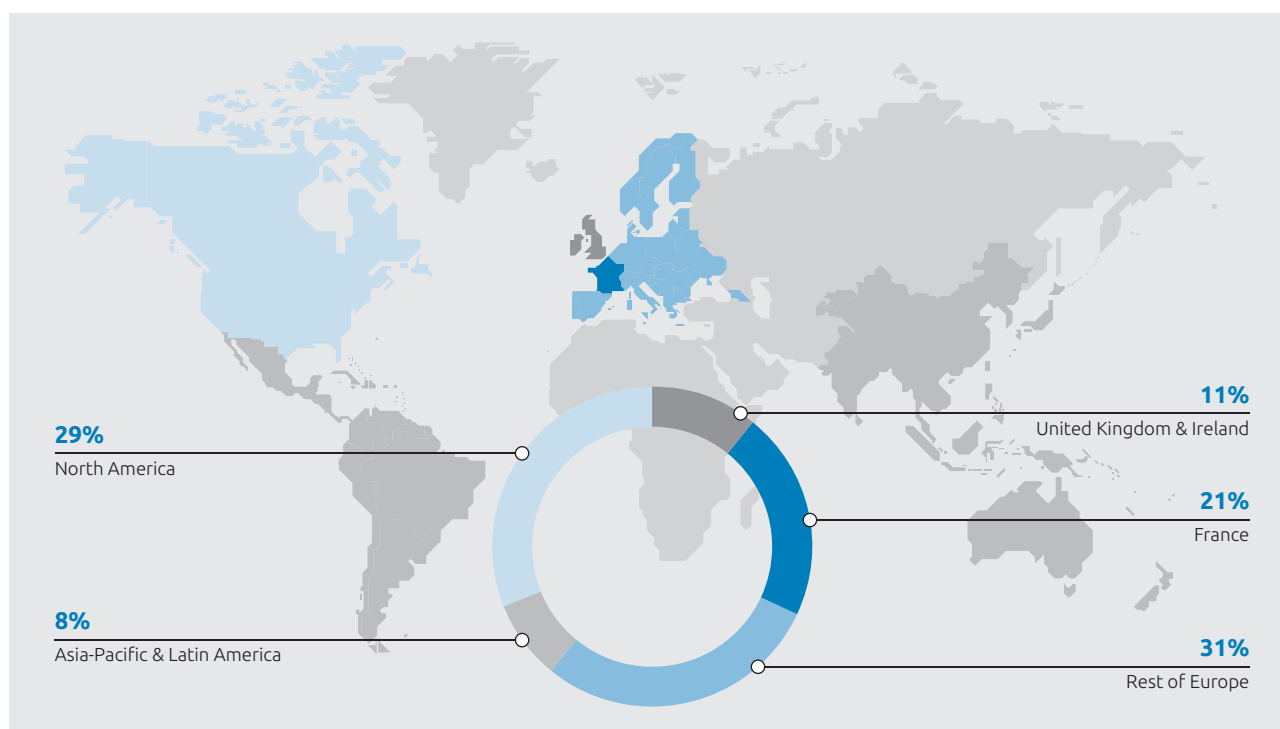 11%
United Kingdom & Ireland
29%
North America
21%
France
8%
Asia-Pacific & Latin America
31%
Rest of Europe